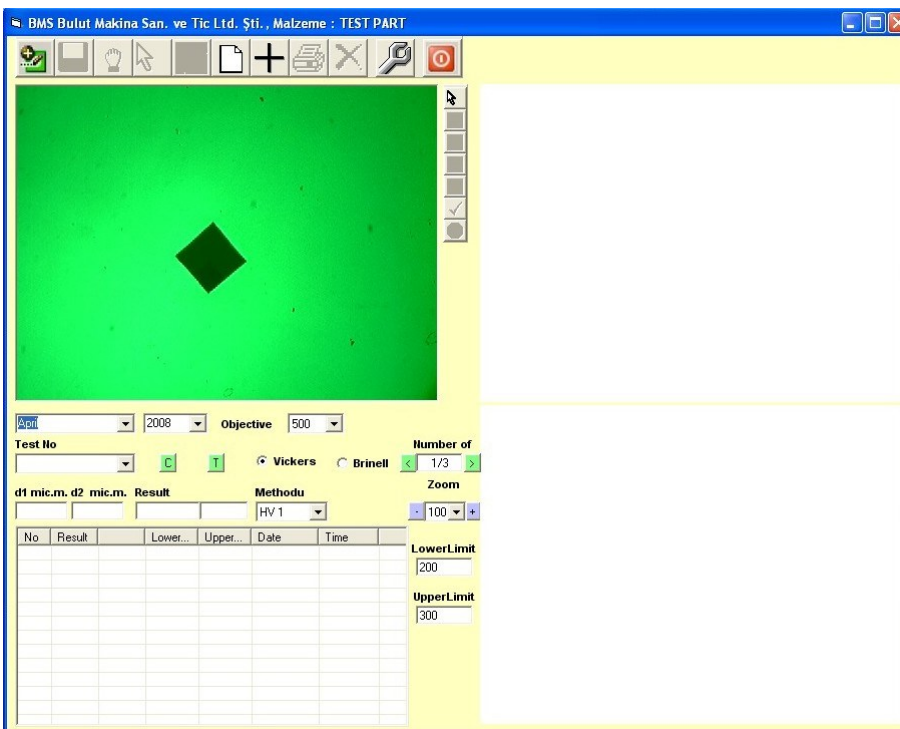 BMS Bulut Makina San. ve Tic Ltd. Şti. , Malzeme : TEST PART
April 2008 Objective 500
Test No Number of
C T Vickers Brinell < 1/3 >
Zoom
d1 mic.m. d2 mic.m. Result Methodu
HV 1 - 100 +
No Result Lower... Upper... Date Time
LowerLimit
200
UpperLimit
300